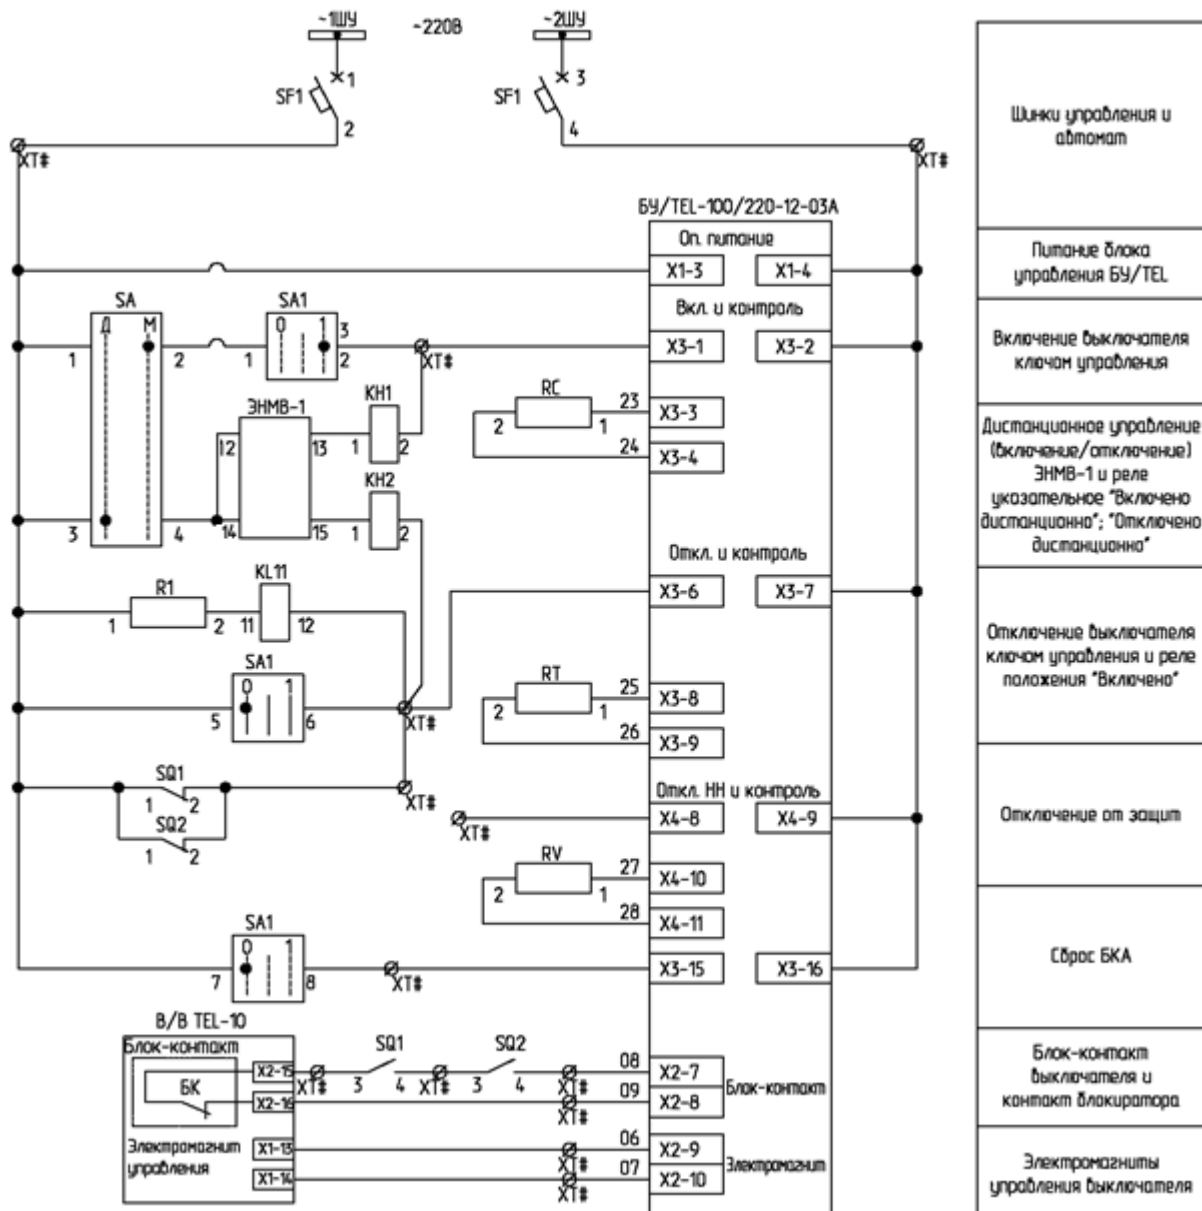 ~1ШУ ~220В ~2ШУ
1 3
SF1 SF1
2 4
XT# XT#
Шинки управления и
автомат
БУ/TEL-100/220-12-03А
Оп. питание
X1-3 X1-4
Питание блока
управления БУ/TEL
SA SA1
Д М 0 1 3
Вкл. и контроль
1 2 1 2 XT# X3-1 X3-2
Включение выключателя
ключом управления
ЭНМВ-1 КН1 RC 23
12 13 1 2 2 1 X3-3
24
X3-4
КН2
3 4 14 15 1 2
Дистанционное управление
(включение/отключение)
ЭНМВ-1 и реле
указательное "Включено
дистанционно"; "Отключено
дистанционно"
Откл. и контроль
R1 KL11 X3-6 X3-7
1 2 11 12
SA1
0 1
5 6 XT#
RT 25
2 1 X3-8
26
X3-9
Отключение выключателя
ключом управления и реле
положения "Включено"
SQ1
1 2 XT#
SQ2
1 2
Откл. НН и контроль
XT# X4-8 X4-9
RV 27
2 1 X4-10
28
X4-11
Отключение от защит
SA1
0 1
7 8 XT# X3-15 X3-16
Сброс БКА
В/В TEL-10
Блок-контакт
БК
X2-15
X2-16
SQ1 SQ2 08
XT# 3 4 XT# 3 4 XT# X2-7
09
XT# X2-8
Блок-контакт
Блок-контакт
выключателя и
контакт блокиратора
Электромагнит
управления
X1-13
X1-14
06
XT# X2-9
07
XT# X2-10
Электромагнит
Электромагниты
управления выключателя